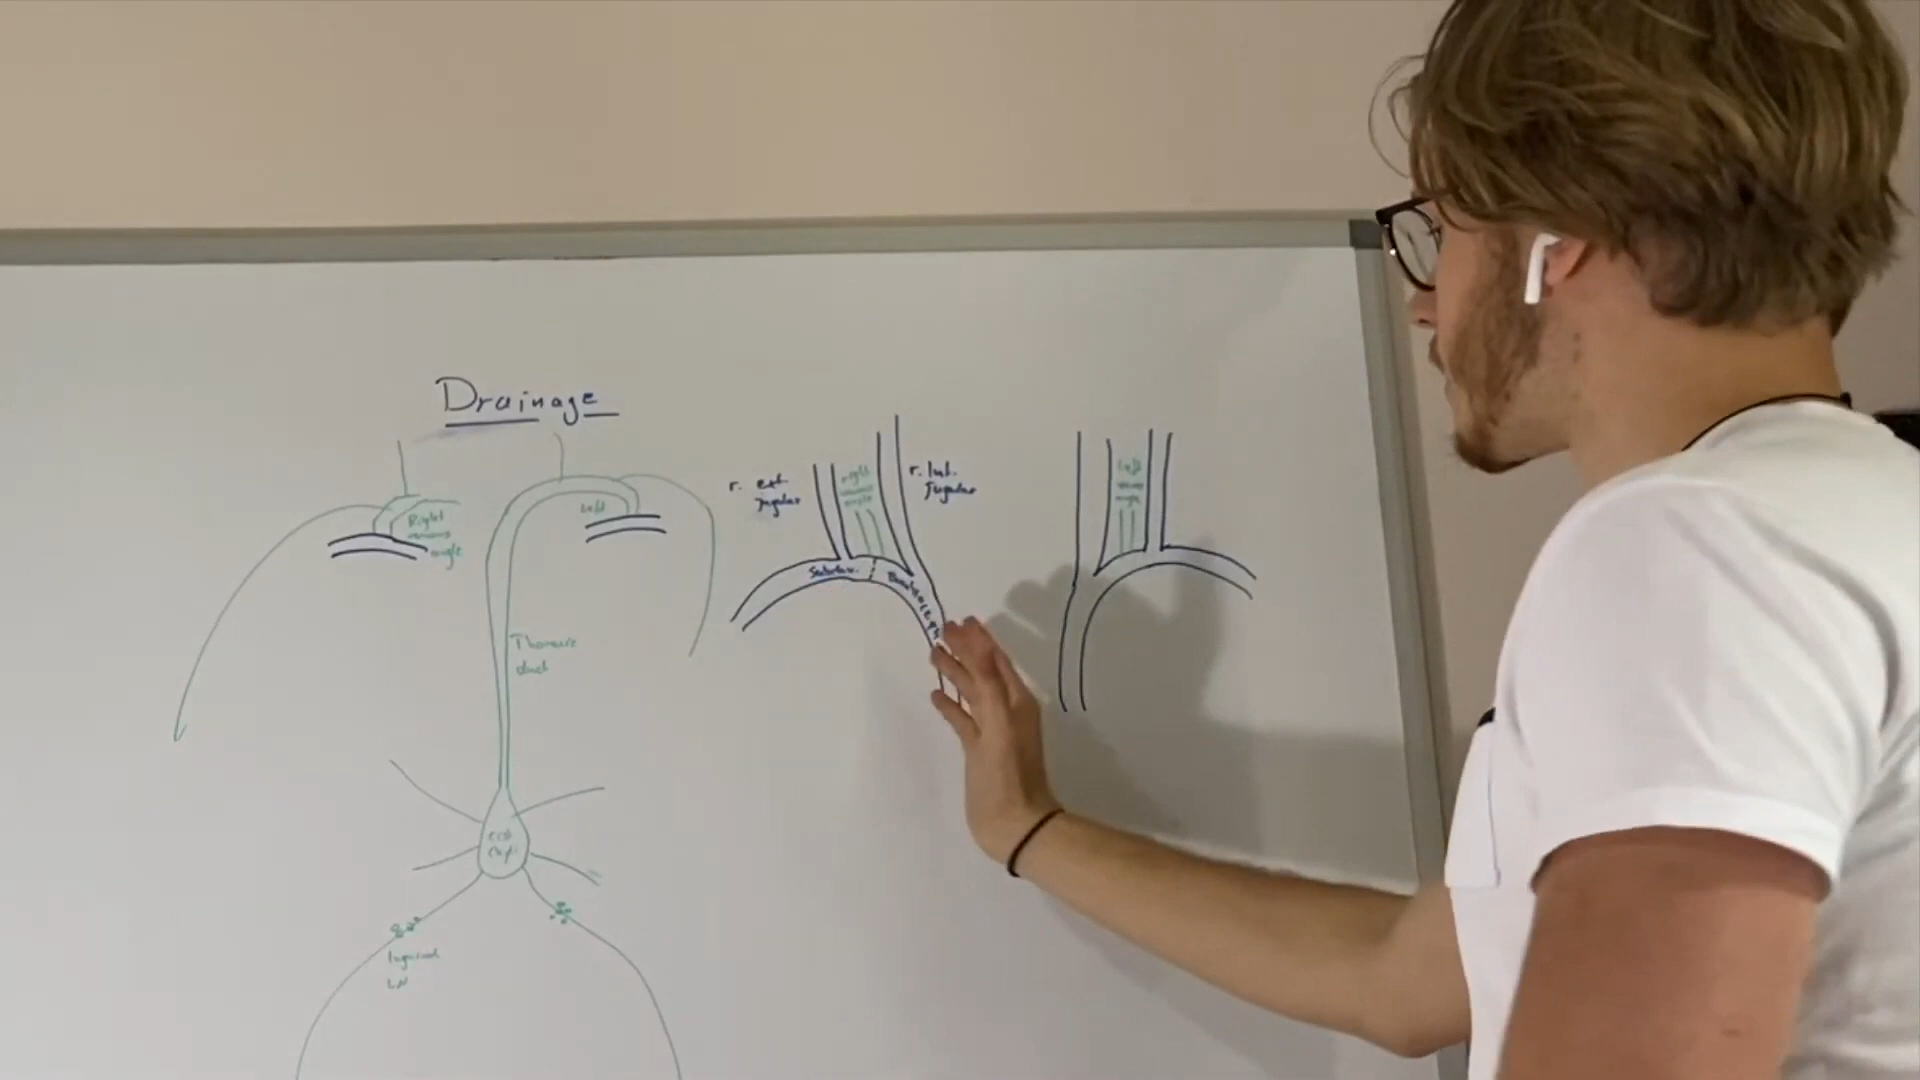 Drainage
Right
venous
angle
Left
Thoracic
duct
Inguinal
LN
r. ext.
jugular
right
venous
angle
r. int.
jugular
Subclav.
Left
venous
angle